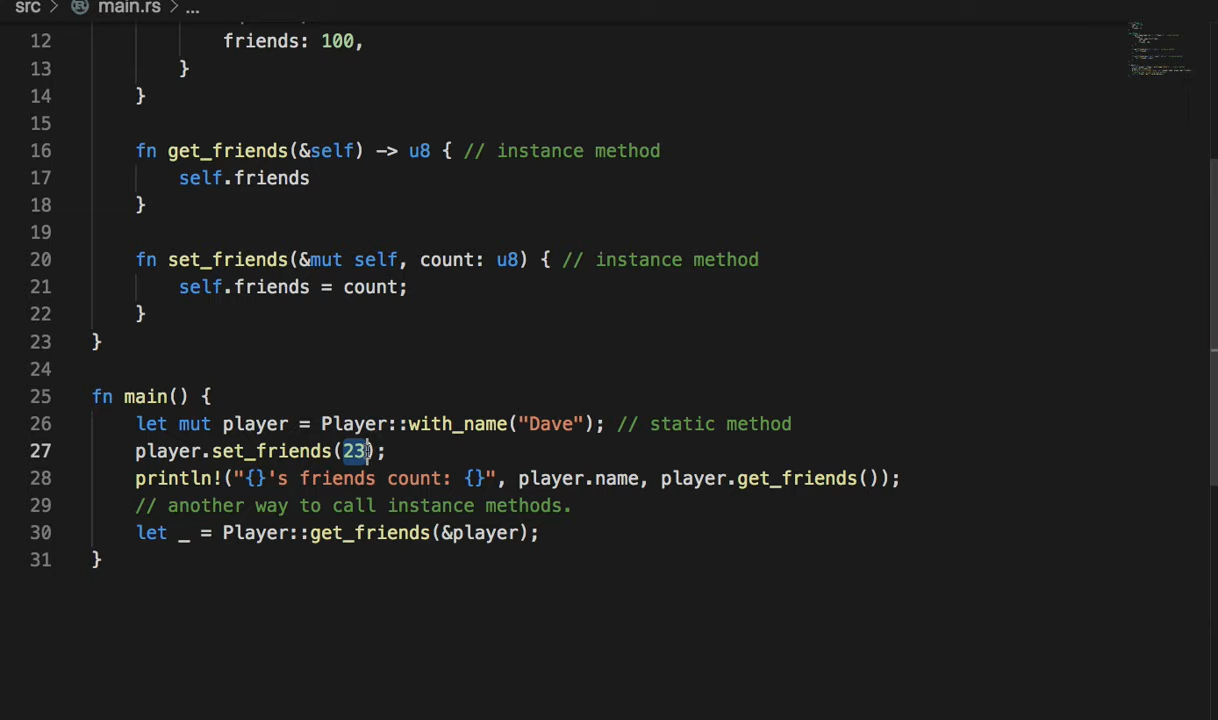 src > main.rs > ...
12 friends: 100,
13 }
14 }
15
16 fn get_friends(&self) -> u8 { // instance method
17 self.friends
18 }
19
20 fn set_friends(&mut self, count: u8) { // instance method
21 self.friends = count;
22 }
23 }
24
25 fn main() {
26 let mut player = Player::with_name("Dave"); // static method
27 player.set_friends(23);
28 println!("{}'s friends count: {}", player.name, player.get_friends());
29 // another way to call instance methods.
30 let _ = Player::get_friends(&player);
31 }